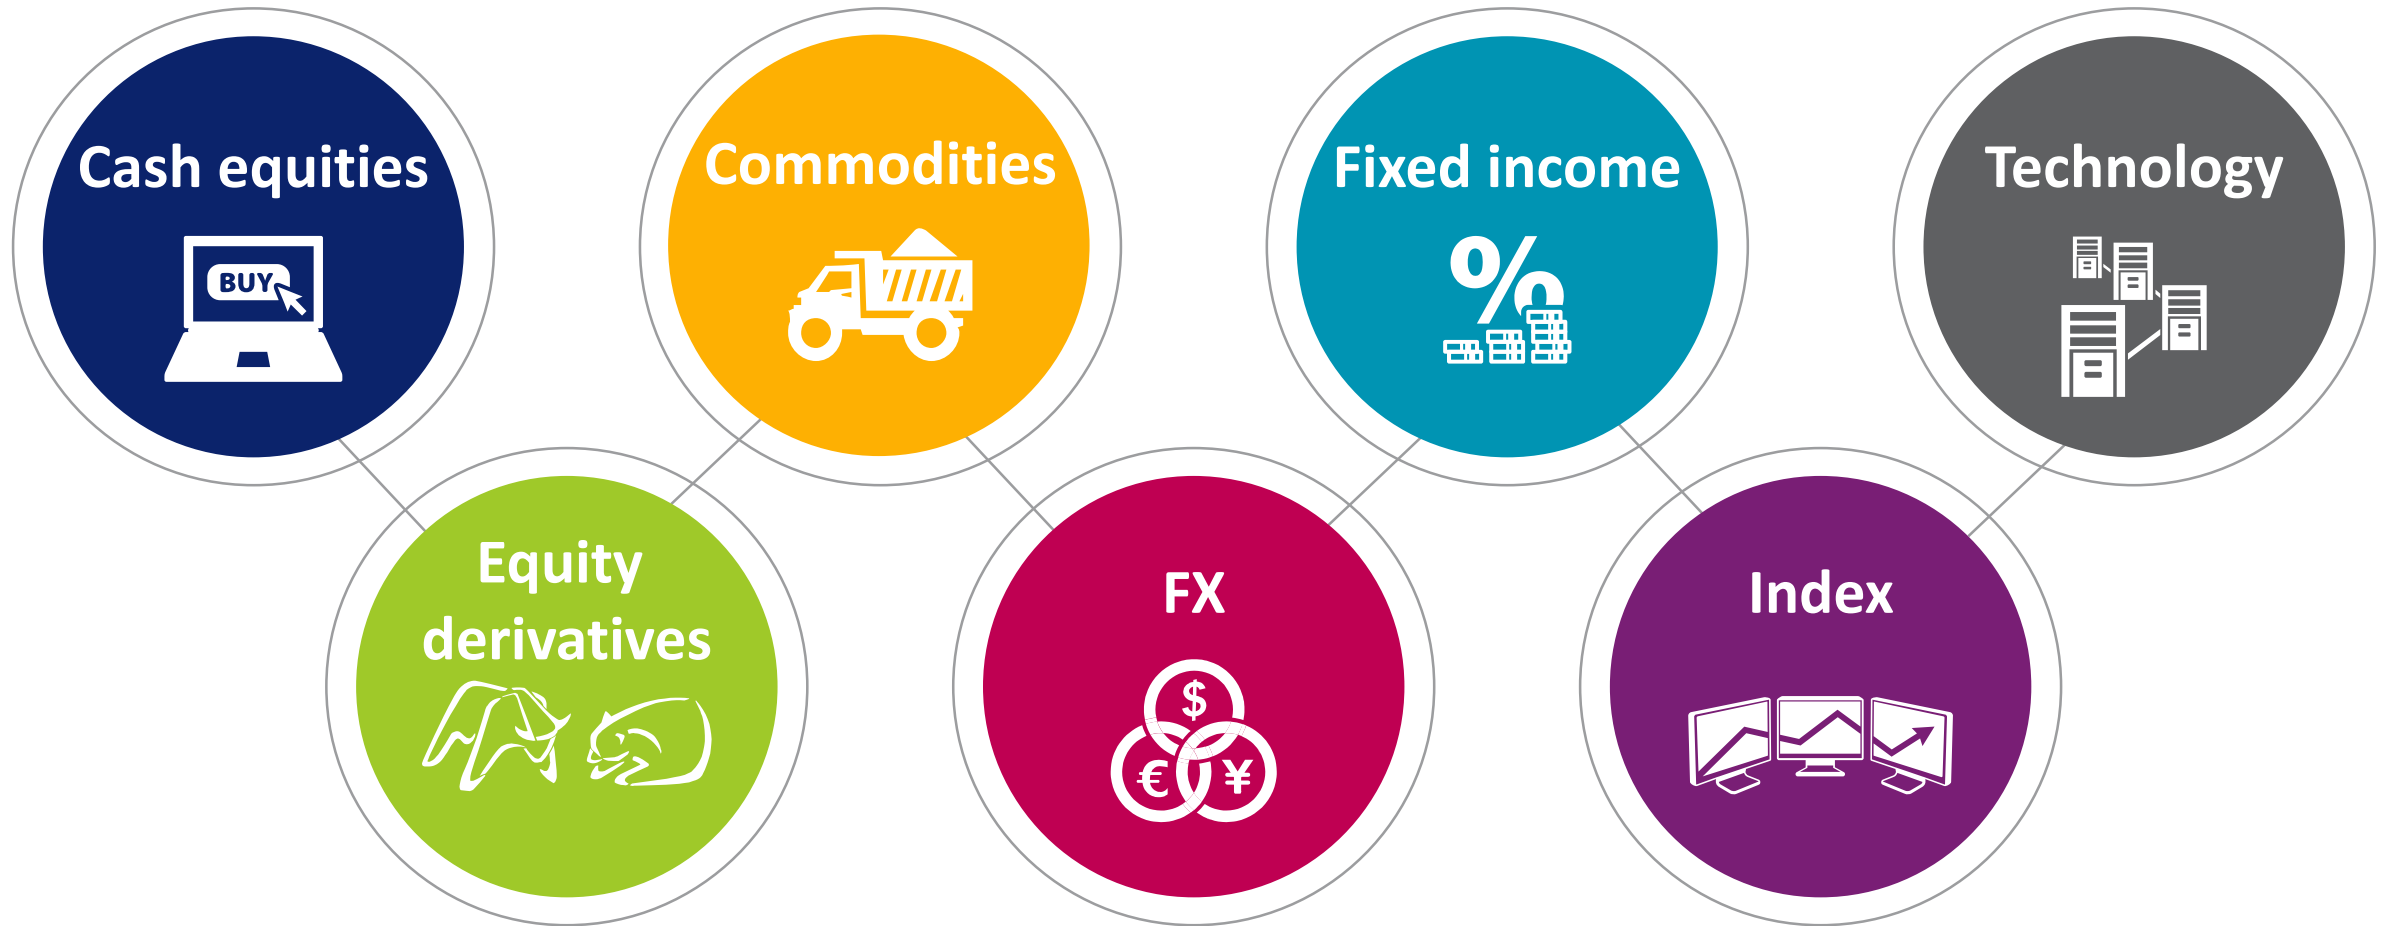 Cash equities
BUY
Equity
derivatives
Commodities
FX
$
€
¥
Fixed income
%
Index
Technology